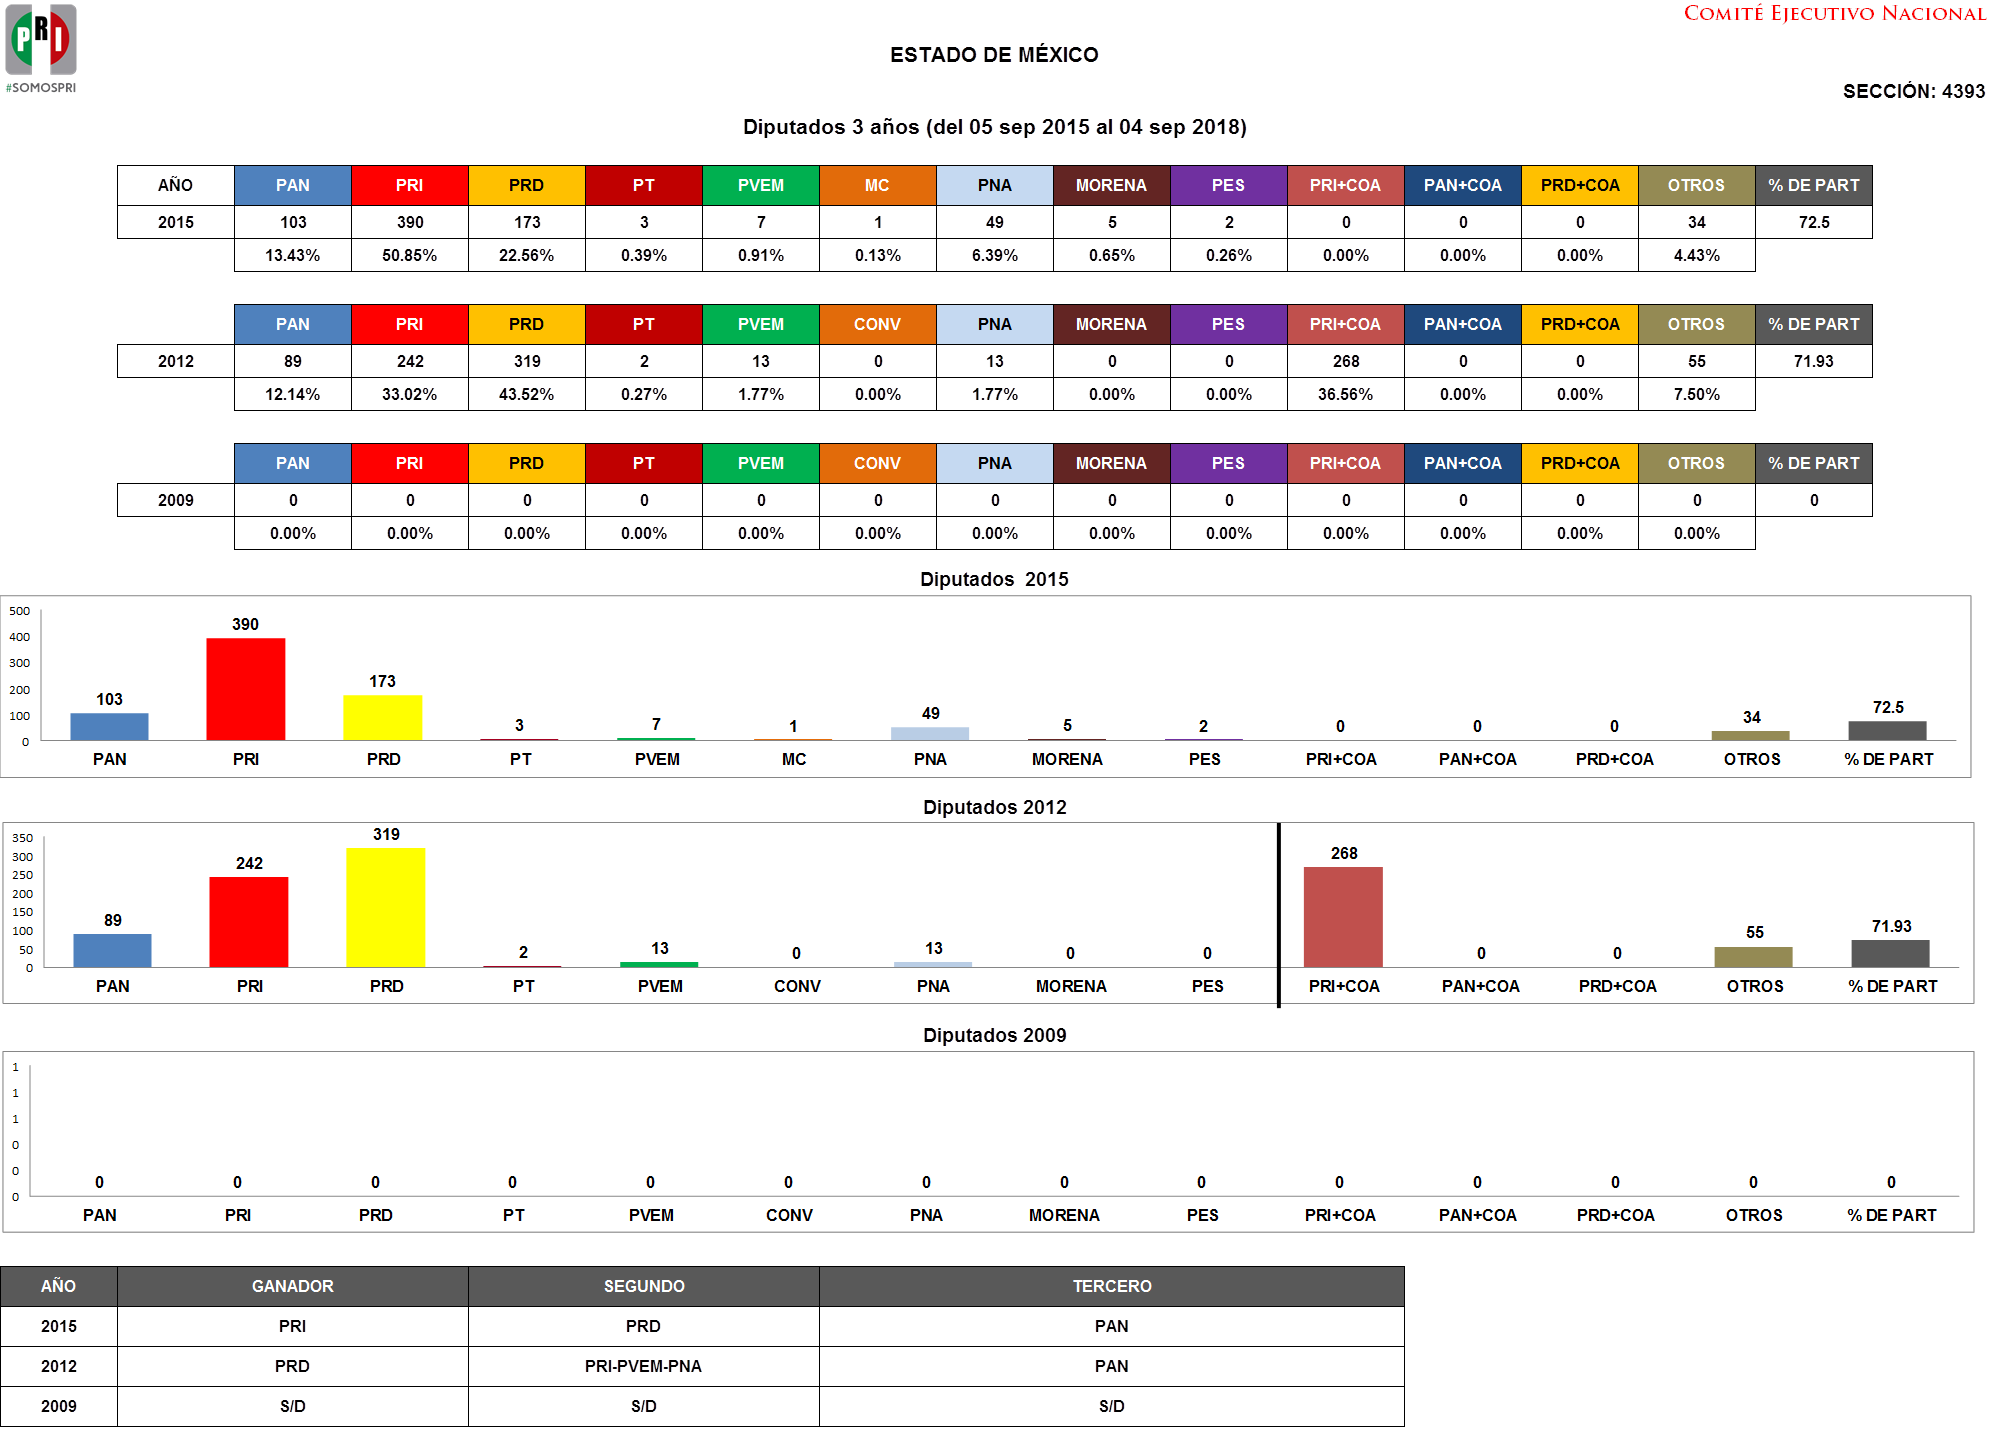 PRI
#SOMOSPRI
COMITÉ EJECUTIVO NACIONAL
ESTADO DE MÉXICO
SECCIÓN: 4393
Diputados 3 años (del 05 sep 2015 al 04 sep 2018)
AÑO PAN PRI PRD PT PVEM MC PNA MORENA PES PRI+COA PAN+COA PRD+COA OTROS % DE PART
2015 103 390 173 3 7 1 49 5 2 0 0 0 34 72.5
13.43% 50.85% 22.56% 0.39% 0.91% 0.13% 6.39% 0.65% 0.26% 0.00% 0.00% 0.00% 4.43%
PAN PRI PRD PT PVEM CONV PNA MORENA PES PRI+COA PAN+COA PRD+COA OTROS % DE PART
2012 89 242 319 2 13 0 13 0 0 268 0 0 55 71.93
12.14% 33.02% 43.52% 0.27% 1.77% 0.00% 1.77% 0.00% 0.00% 36.56% 0.00% 0.00% 7.50%
PAN PRI PRD PT PVEM CONV PNA MORENA PES PRI+COA PAN+COA PRD+COA OTROS % DE PART
2009 0 0 0 0 0 0 0 0 0 0 0 0 0 0
0.00% 0.00% 0.00% 0.00% 0.00% 0.00% 0.00% 0.00% 0.00% 0.00% 0.00% 0.00% 0.00%
Diputados 2015
500
400
300
200
100
0
103 390 173 3 7 1 49 5 2 0 0 0 34 72.5
PAN PRI PRD PT PVEM MC PNA MORENA PES PRI+COA PAN+COA PRD+COA OTROS % DE PART
Diputados 2012
350
300
250
200
150
100
50
0
89 242 319 2 13 0 13 0 0 268 0 0 55 71.93
PAN PRI PRD PT PVEM CONV PNA MORENA PES PRI+COA PAN+COA PRD+COA OTROS % DE PART
Diputados 2009
1
1
1
0
0
0
0 0 0 0 0 0 0 0 0 0 0 0 0 0
PAN PRI PRD PT PVEM CONV PNA MORENA PES PRI+COA PAN+COA PRD+COA OTROS % DE PART
AÑO GANADOR SEGUNDO TERCERO
2015 PRI PRD PAN
2012 PRD PRI-PVEM-PNA PAN
2009 S/D S/D S/D